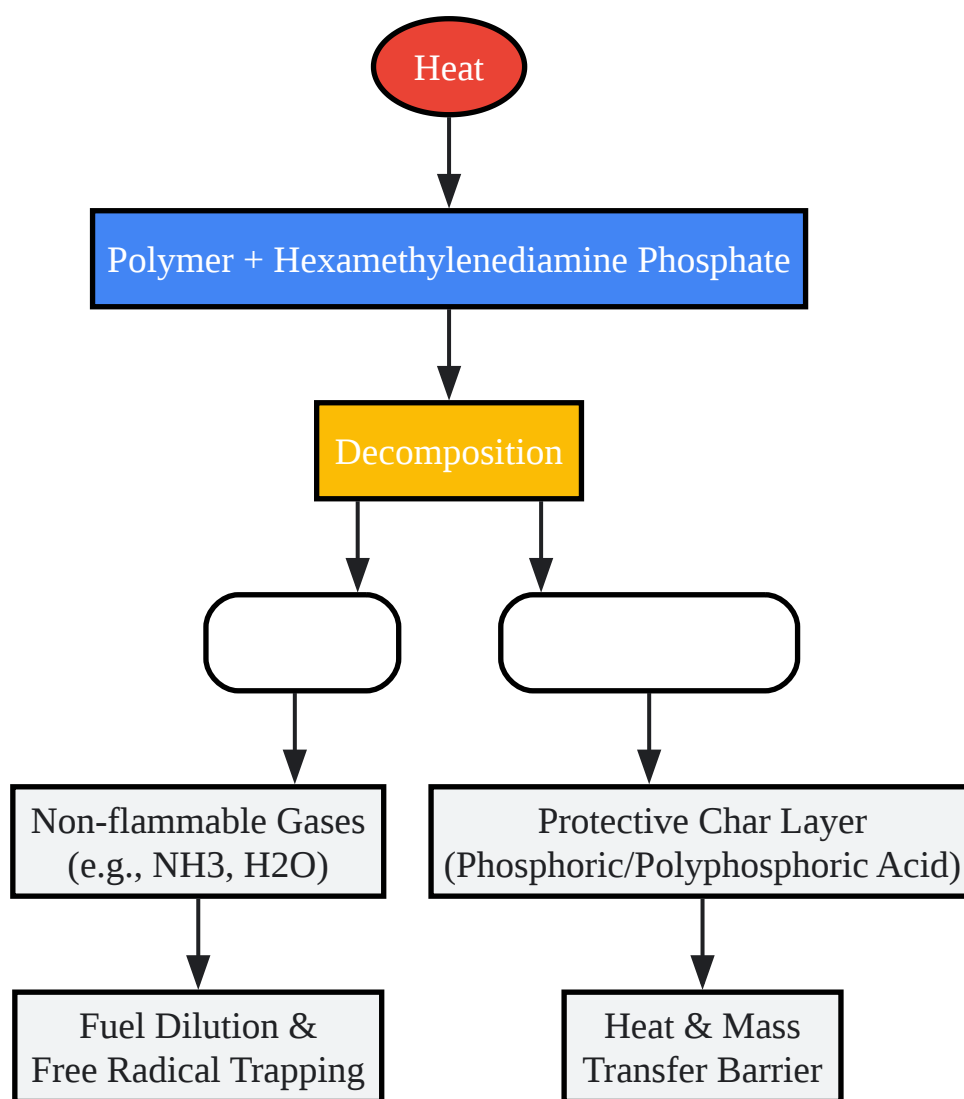 Heat
Polymer + Hexamethylenediamine Phosphate
Decomposition
Non-flammable Gases
(e.g., NH3, H2O)
Protective Char Layer
(Phosphoric/Polyphosphoric Acid)
Fuel Dilution &
Free Radical Trapping
Heat & Mass
Transfer Barrier